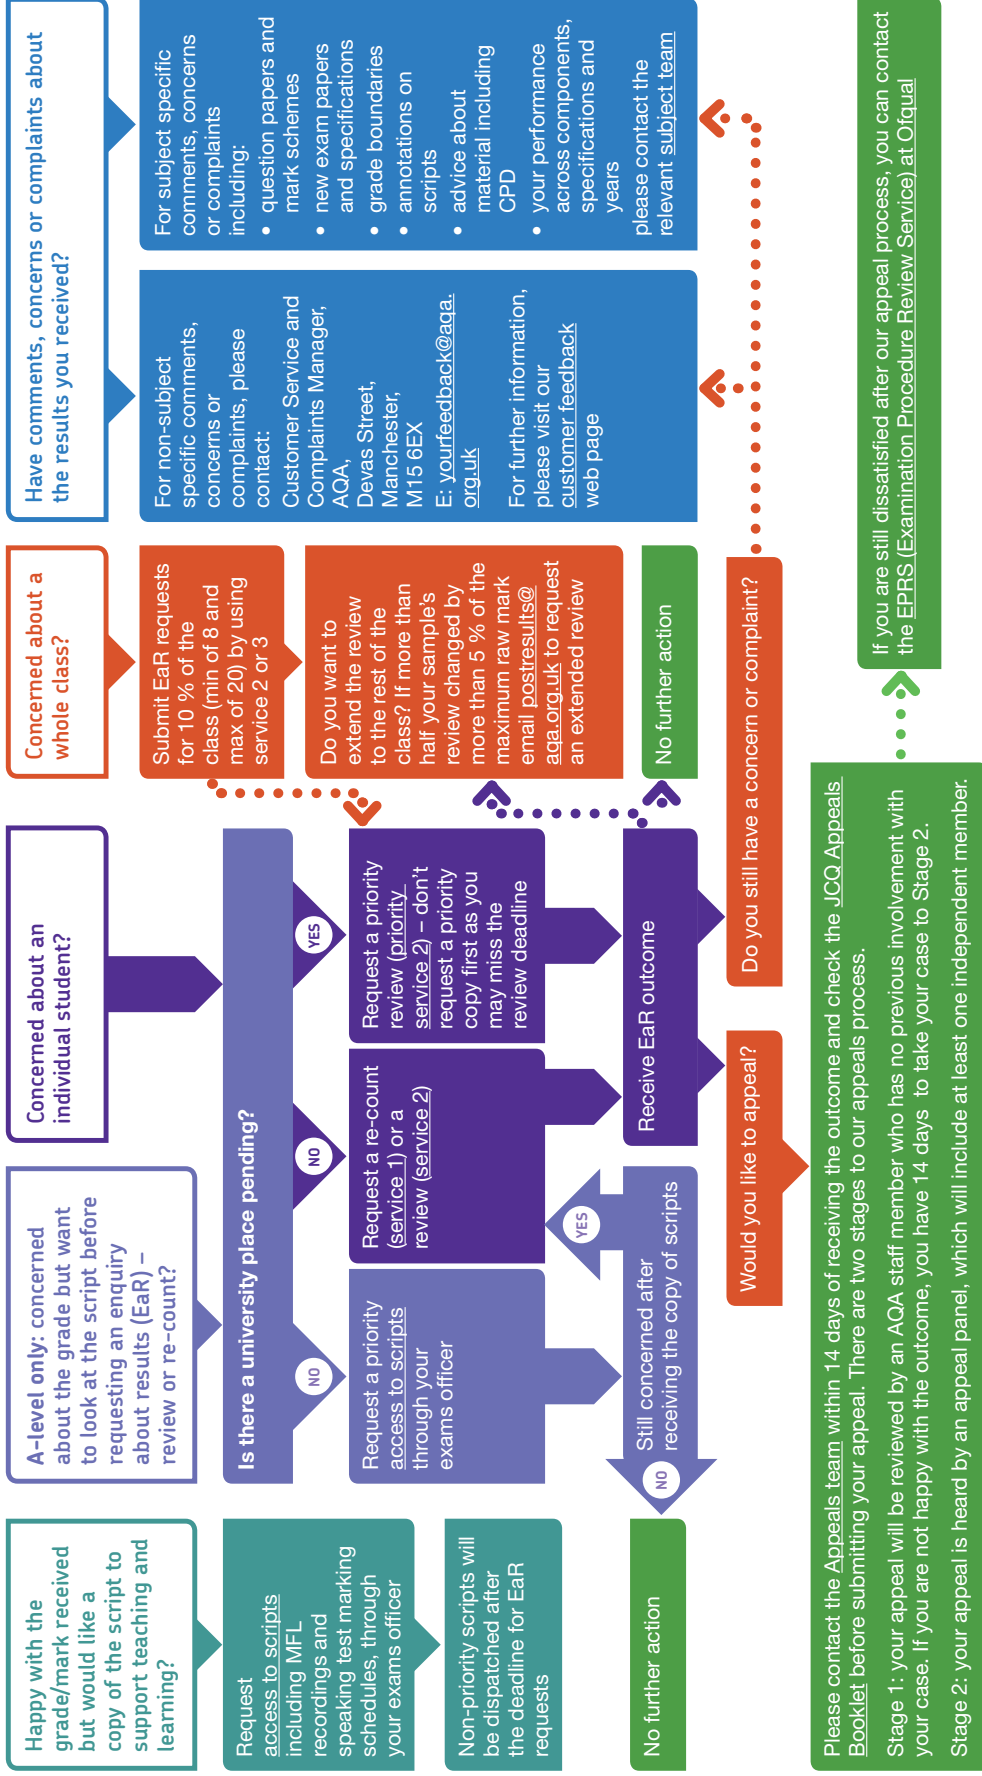 Happy with the
grade/mark received
but would like a
copy of the script to
support teaching and
learning?
Request
access to scripts
including MFL
recordings and
speaking test marking
schedules, through
your exams officer
Non-priority scripts will
be dispatched after
the deadline for EaR
requests
No further action
A-level only: concerned
about the grade but want
to look at the script before
requesting an enquiry
about results (EaR) –
review or re-count?
Concerned about an
individual student?
Is there a university place pending?
NO
NO
YES
Request a priority
access to scripts
through your
exams officer
Request a re-count
(service 1) or a
review (service 2)
Request a priority
review (priority
service 2) – don't
request a priority
copy first as you
may miss the
review deadline
Still concerned after
receiving the copy of scripts
NO
YES
Receive EaR outcome
Concerned about a
whole class?
Submit EaR requests
for 10 % of the
class (min of 8 and
max of 20) by using
service 2 or 3
Do you want to
extend the review
to the rest of the
class? If more than
half your sample's
review changed by
more than 5 % of the
maximum raw mark
email postresults@
aqa.org.uk to request
an extended review
No further action
Have comments, concerns or complaints about
the results you received?
For non-subject
specific comments,
concerns or
complaints, please
contact:
Customer Service and
Complaints Manager,
AQA,
Devas Street,
Manchester,
M15 6EX
E: yourfeedback@aqa.
org.uk
For further information,
please visit our
customer feedback
web page
For subject specific
comments, concerns
or complaints
including:
• question papers and
mark schemes
• new exam papers
and specifications
• grade boundaries
• annotations on
scripts
• advice about
material including
CPD
• your performance
across components,
specifications and
years
please contact the
relevant subject team
Would you like to appeal?
Do you still have a concern or complaint?
Please contact the Appeals team within 14 days of receiving the outcome and check the JCQ Appeals
Booklet before submitting your appeal. There are two stages to our appeals process.
Stage 1: your appeal will be reviewed by an AQA staff member who has no previous involvement with
your case. If you are not happy with the outcome, you have 14 days to take your case to Stage 2.
Stage 2: your appeal is heard by an appeal panel, which will include at least one independent member.
If you are still dissatisfied after our appeal process, you can contact
the EPRS (Examination Procedure Review Service) at Ofqual